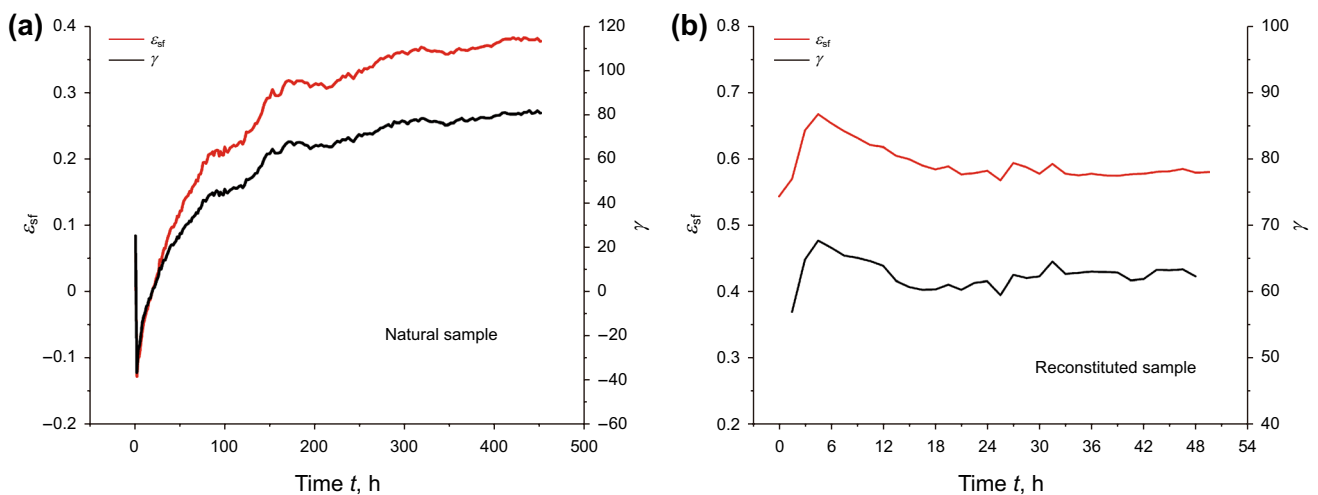 (a)
0.4
0.3
0.2
0.1
0
–0.1
–0.2
εsf
εsf
γ
Natural sample
120
100
80
60
40
20
0
–20
–40
–60
γ
0 100 200 300 400 500
Time t, h
(b)
0.8
0.7
0.6
0.5
0.4
0.3
0.2
εsf
εsf
γ
Reconstituted sample
100
90
80
70
60
50
40
γ
0 6 12 18 24 30 36 42 48 54
Time t, h